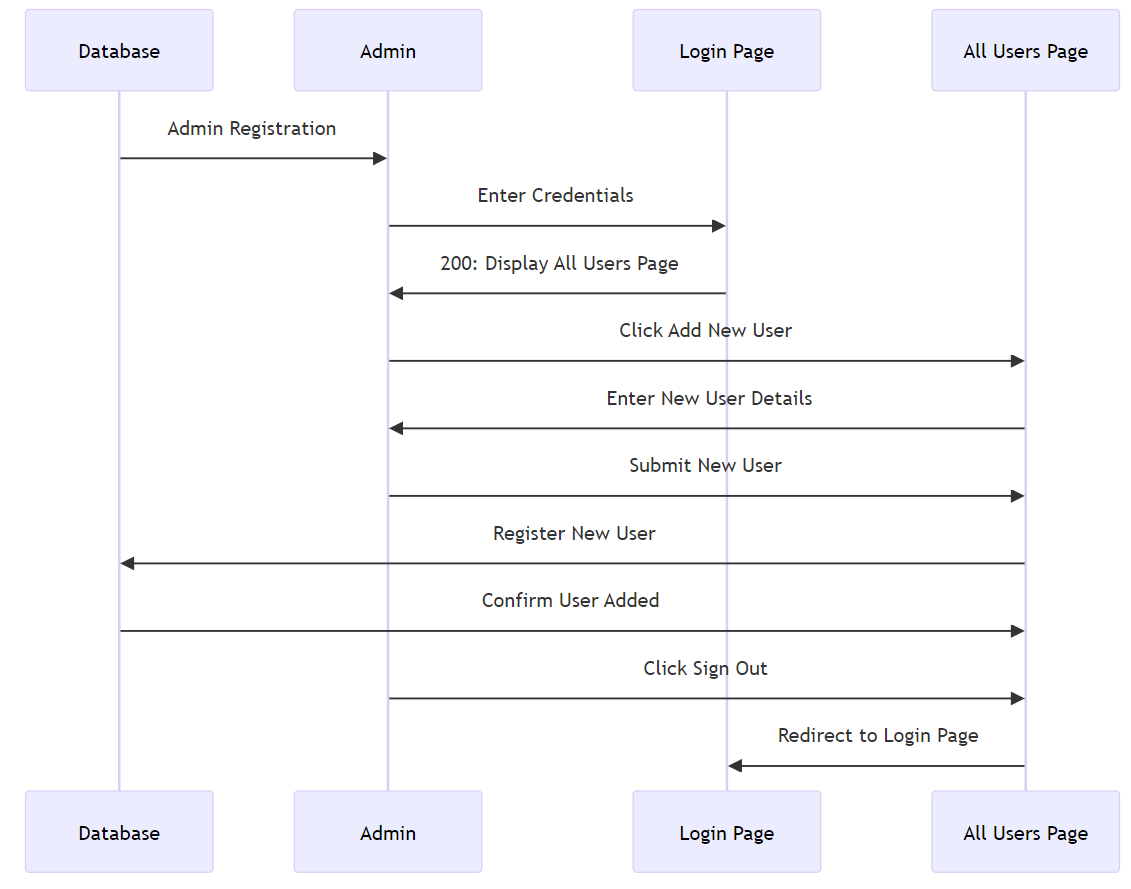 Database
Admin
Login Page
All Users Page
Admin Registration
Enter Credentials
200: Display All Users Page
Click Add New User
Enter New User Details
Submit New User
Register New User
Confirm User Added
Click Sign Out
Redirect to Login Page
Database
Admin
Login Page
All Users Page